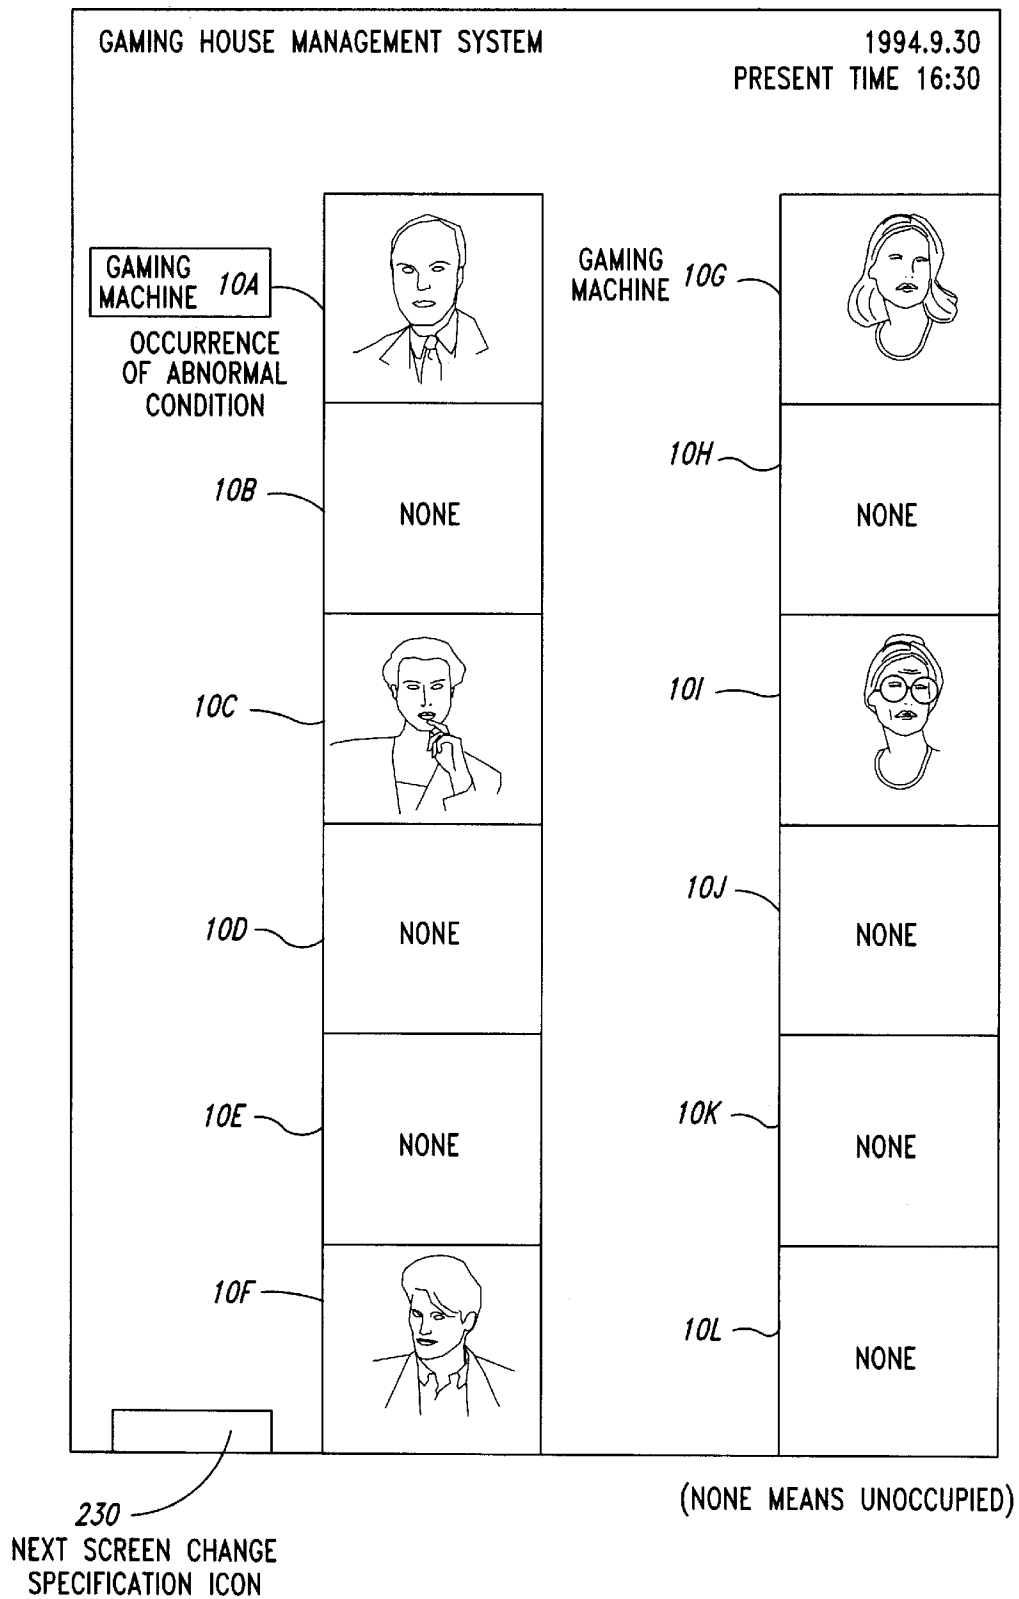 GAMING HOUSE MANAGEMENT SYSTEM
1994.9.30
PRESENT TIME 16:30
GAMING
MACHINE 10A
OCCURRENCE
OF ABNORMAL
CONDITION
10B
NONE
10C
10D
NONE
10E
NONE
10F
GAMING
MACHINE 10G
10H
NONE
10I
10J
NONE
10K
NONE
10L
NONE
(NONE MEANS UNOCCUPIED)
230
NEXT SCREEN CHANGE
SPECIFICATION ICON